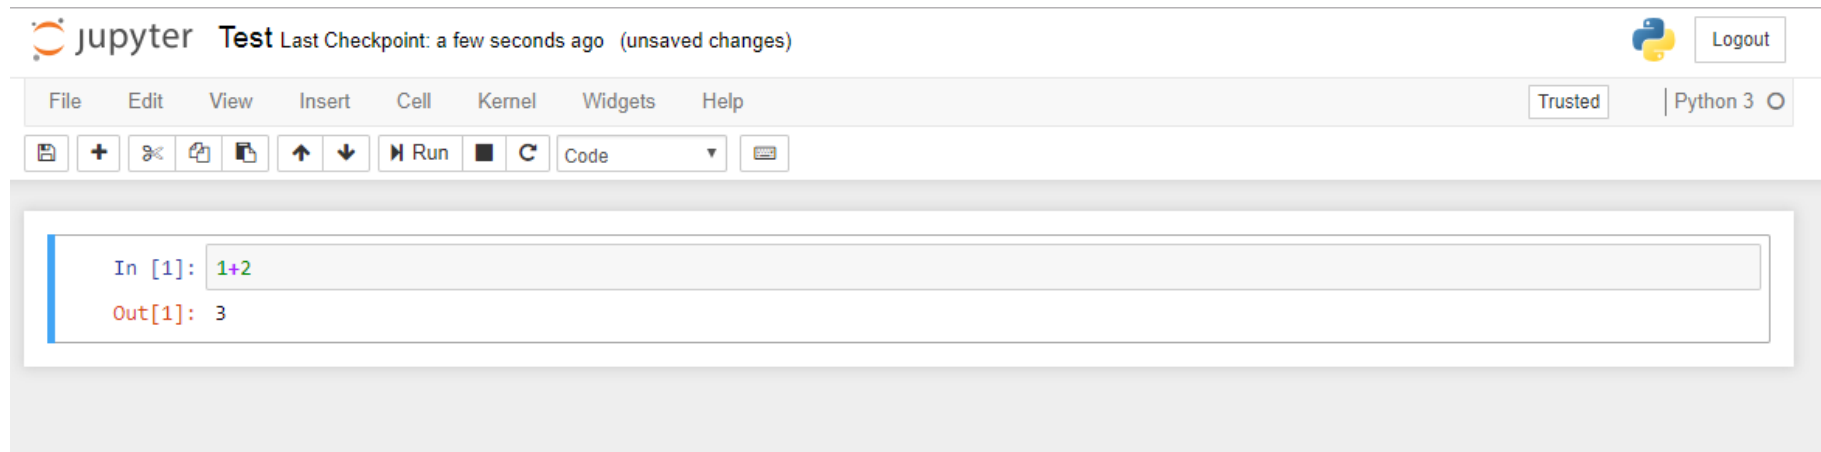 jupyter Test Last Checkpoint: a few seconds ago (unsaved changes) Logout
File Edit View Insert Cell Kernel Widgets Help Trusted Python 3
Run Code
In [1]: 1+2
Out[1]: 3